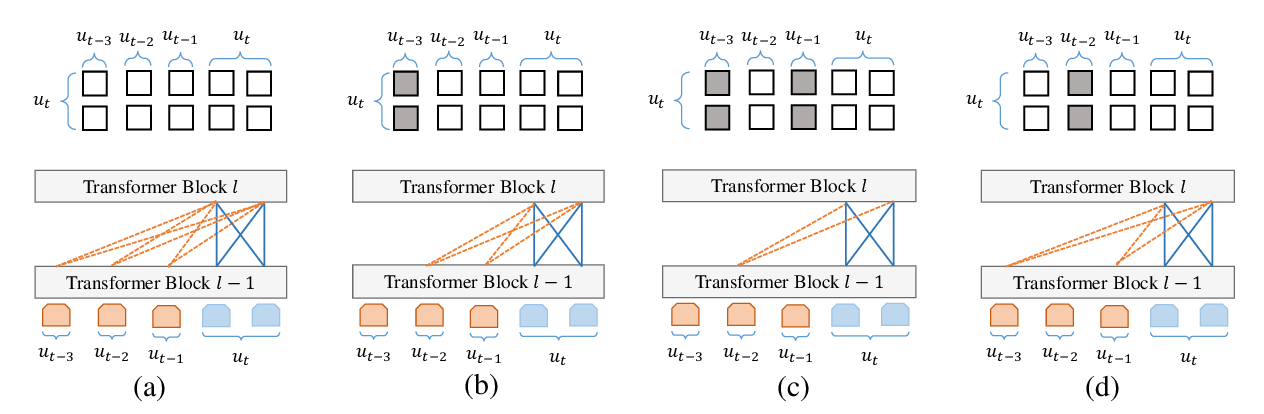 u_{t-3} u_{t-2} u_{t-1} u_t
u_t
Transformer Block l
Transformer Block l − 1
u_{t-3} u_{t-2} u_{t-1} u_t
(a)
u_{t-3} u_{t-2} u_{t-1} u_t
u_t
Transformer Block l
Transformer Block l − 1
u_{t-3} u_{t-2} u_{t-1} u_t
(b)
u_{t-3} u_{t-2} u_{t-1} u_t
u_t
Transformer Block l
Transformer Block l − 1
u_{t-3} u_{t-2} u_{t-1} u_t
(c)
u_{t-3} u_{t-2} u_{t-1} u_t
u_t
Transformer Block l
Transformer Block l − 1
u_{t-3} u_{t-2} u_{t-1} u_t
(d)